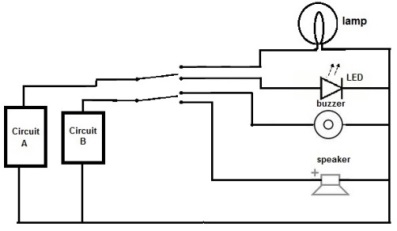 lamp
LED
buzzer
Circuit
A
Circuit
B
speaker
+